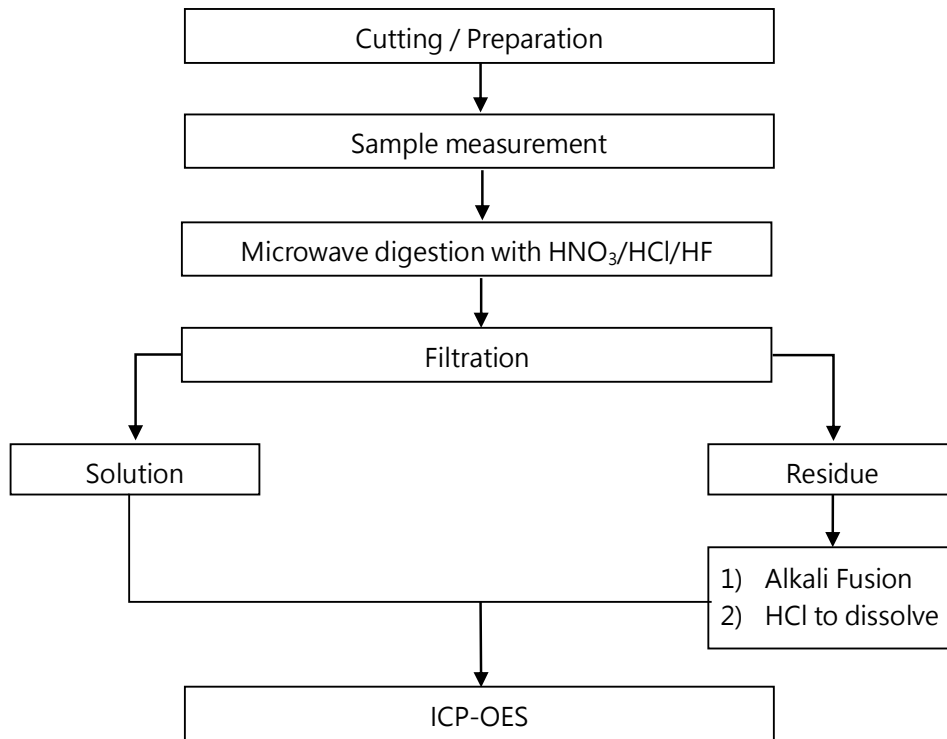 Cutting / Preparation
Sample measurement
Microwave digestion with HNO₃/HCl/HF
Filtration
Solution
Residue
1) Alkali Fusion
2) HCl to dissolve
ICP-OES